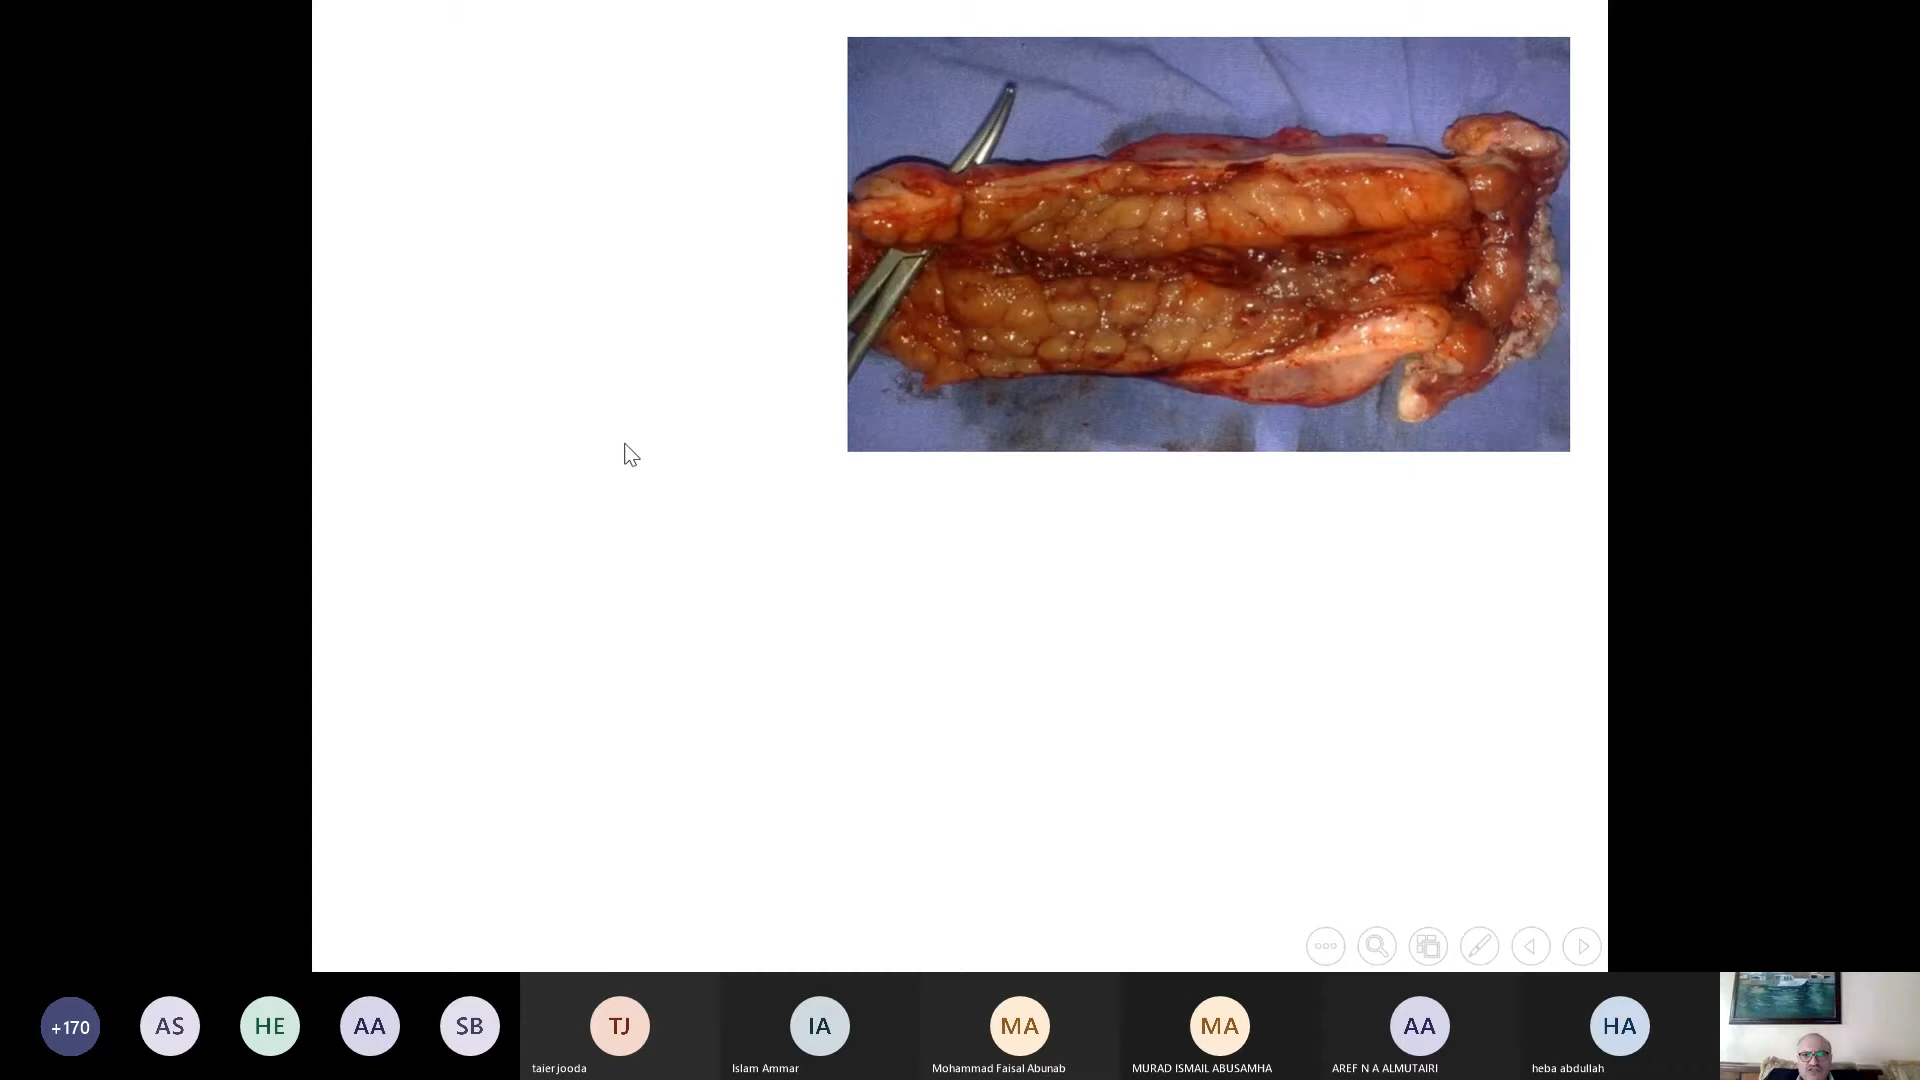 +170
AS
HE
AA
SB
TJ
IA
MA
MA
AA
HA
taier jooda
Islam Ammar
Mohammad Faisal Abunab
MURAD ISMAIL ABUSAMHA
AREF N A ALMUTAIRI
heba abdullah